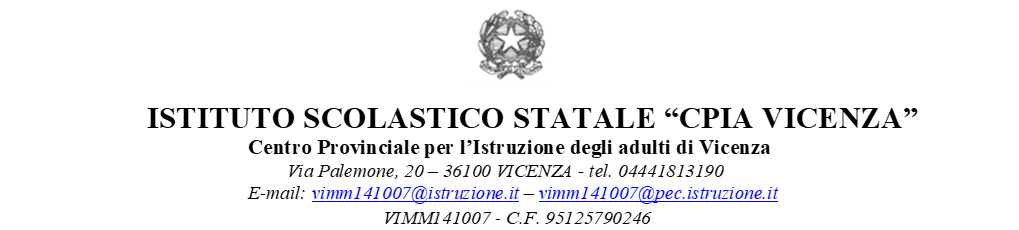 ISTITUTO SCOLASTICO STATALE “CPIA VICENZA”
Centro Provinciale per l’Istruzione degli adulti di Vicenza
Via Palemone, 20 – 36100 VICENZA - tel. 04441813190
E-mail: vimm141007@istruzione.it – vimm141007@pec.istruzione.it
VIMM141007 - C.F. 95125790246